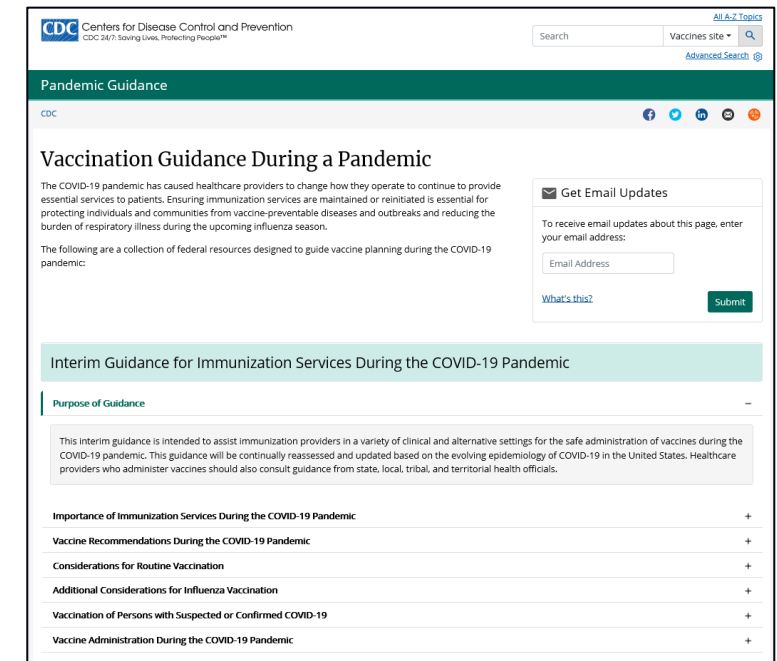 All A-Z Topics
CDC Centers for Disease Control and Prevention
CDC 24/7: Saving Lives, Protecting People™
Search
Vaccines site
Advanced Search
Pandemic Guidance
CDC
Vaccination Guidance During a Pandemic
The COVID-19 pandemic has caused healthcare providers to change how they operate to continue to provide
essential services to patients. Ensuring immunization services are maintained or reinitiated is essential for
protecting individuals and communities from vaccine-preventable diseases and outbreaks and reducing the
burden of respiratory illness during the upcoming influenza season.
The following are a collection of federal resources designed to guide vaccine planning during the COVID-19
pandemic:
Get Email Updates
To receive email updates about this page, enter
your email address:
Email Address
What's this?
Submit
Interim Guidance for Immunization Services During the COVID-19 Pandemic
Purpose of Guidance –
This interim guidance is intended to assist immunization providers in a variety of clinical and alternative settings for the safe administration of vaccines during the
COVID-19 pandemic. This guidance will be continually reassessed and updated based on the evolving epidemiology of COVID-19 in the United States. Healthcare
providers who administer vaccines should also consult guidance from state, local, tribal, and territorial health officials.
Importance of Immunization Services During the COVID-19 Pandemic +
Vaccine Recommendations During the COVID-19 Pandemic +
Considerations for Routine Vaccination +
Additional Considerations for Influenza Vaccination +
Vaccination of Persons with Suspected or Confirmed COVID-19 +
Vaccine Administration During the COVID-19 Pandemic +